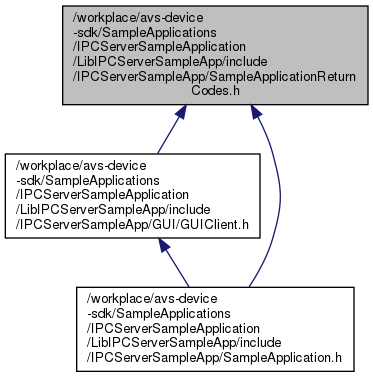 /workplace/avs-device
-sdk/SampleApplications
/IPCServerSampleApplication
/LibIPCServerSampleApp/include
/IPCServerSampleApp/SampleApplicationReturn
Codes.h
/workplace/avs-device
-sdk/SampleApplications
/IPCServerSampleApplication
/LibIPCServerSampleApp/include
/IPCServerSampleApp/GUI/GUIClient.h
/workplace/avs-device
-sdk/SampleApplications
/IPCServerSampleApplication
/LibIPCServerSampleApp/include
/IPCServerSampleApp/SampleApplication.h